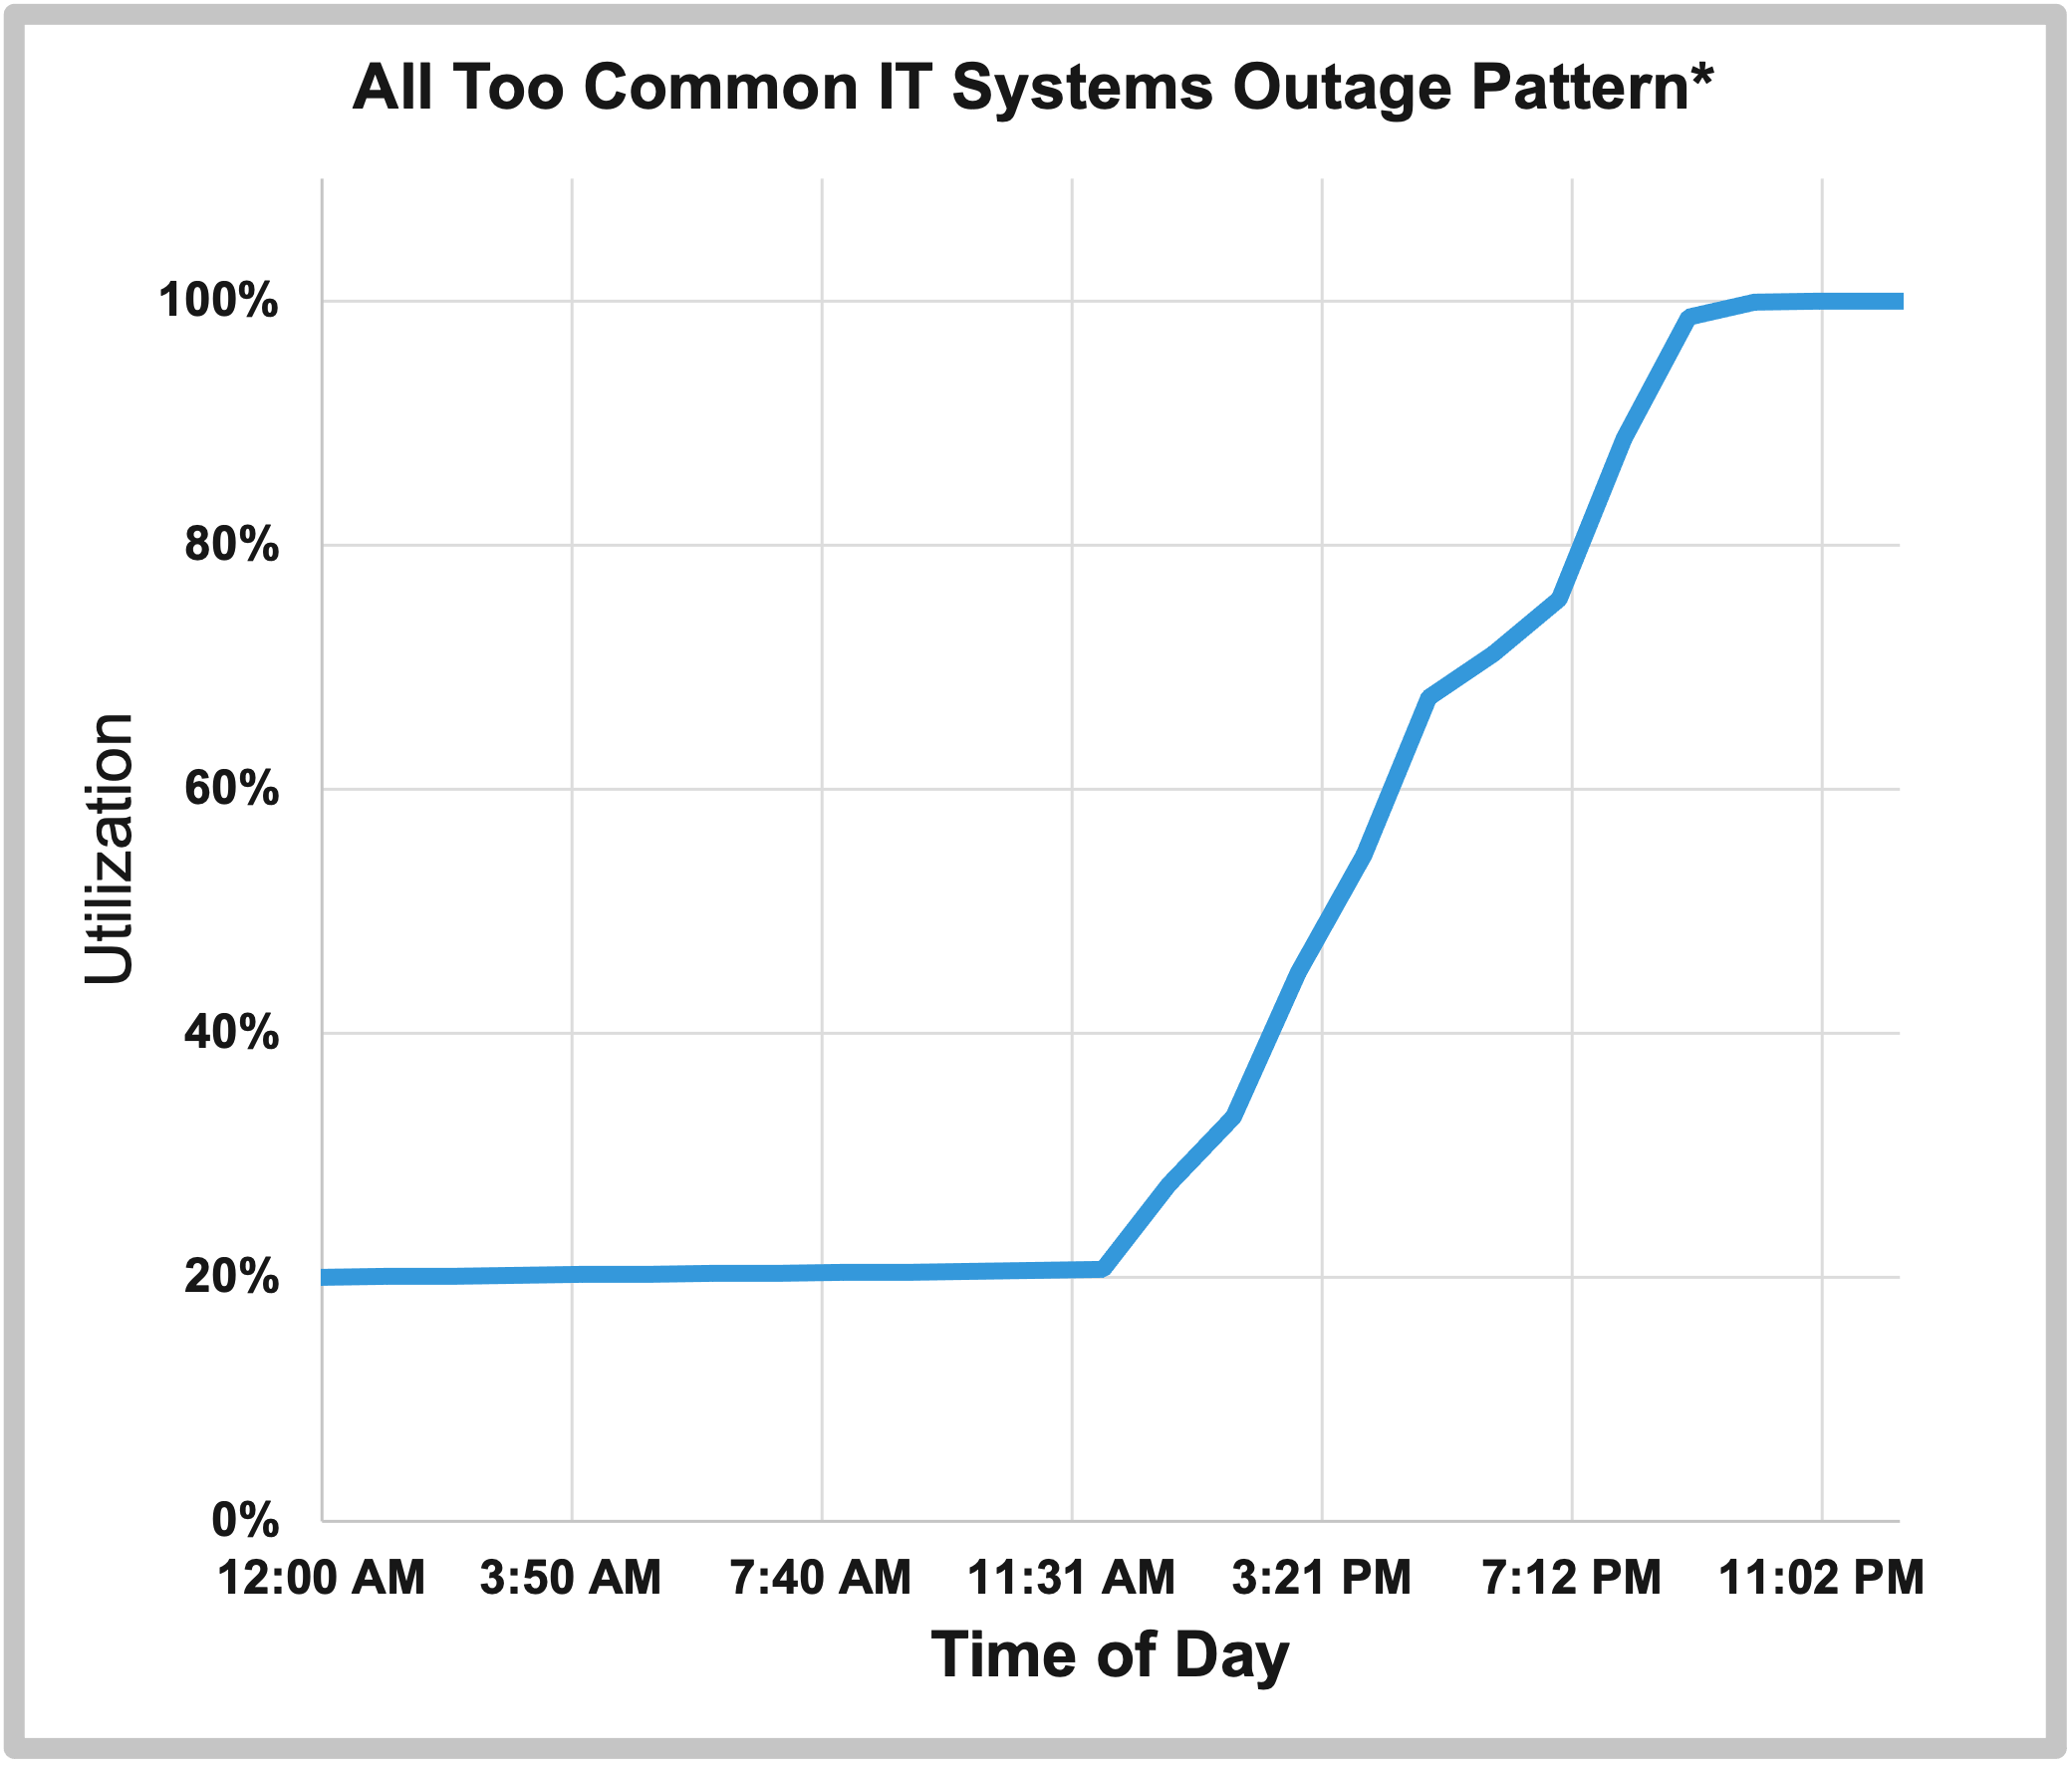 All Too Common IT Systems Outage Pattern*
100%
80%
60%
40%
20%
0%
Utilization
12:00 AM 3:50 AM 7:40 AM 11:31 AM 3:21 PM 7:12 PM 11:02 PM
Time of Day